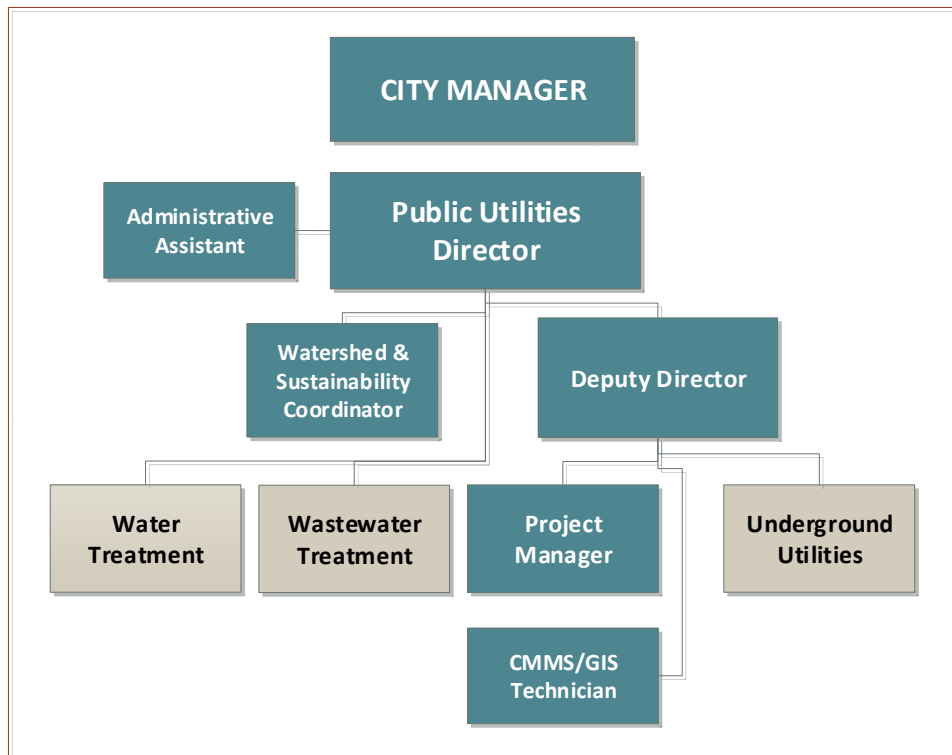 CITY MANAGER
Administrative
Assistant
Public Utilities
Director
Watershed &
Sustainability
Coordinator
Deputy Director
Water
Treatment
Wastewater
Treatment
Project
Manager
Underground
Utilities
CMMS/GIS
Technician